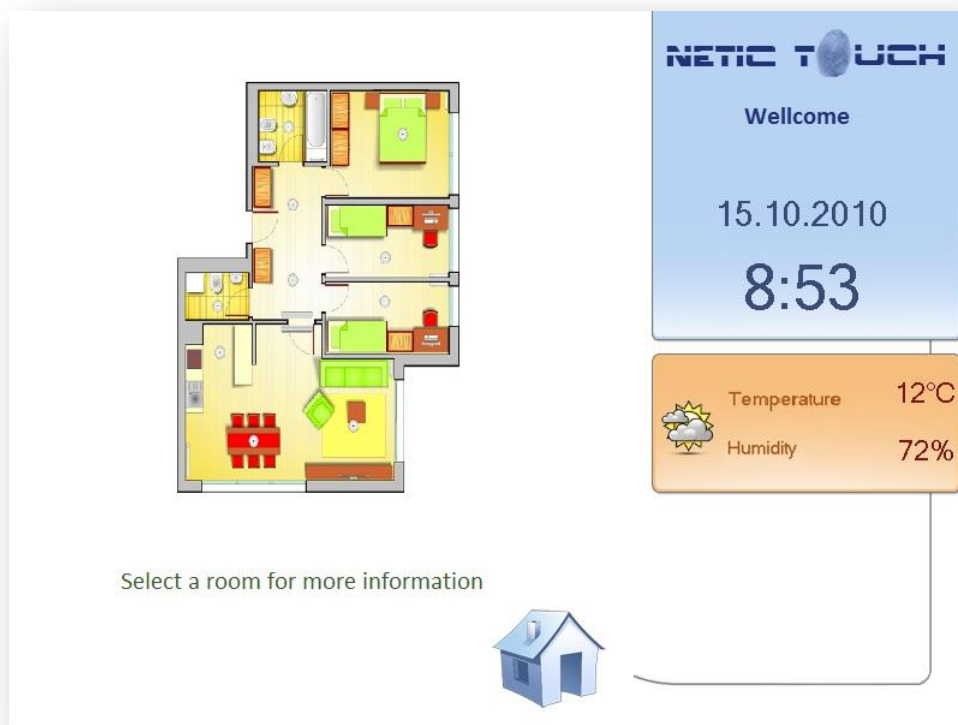 NETIC TOUCH
Wellcome
15.10.2010
8:53
Temperature 12°C
Humidity 72%
Select a room for more information